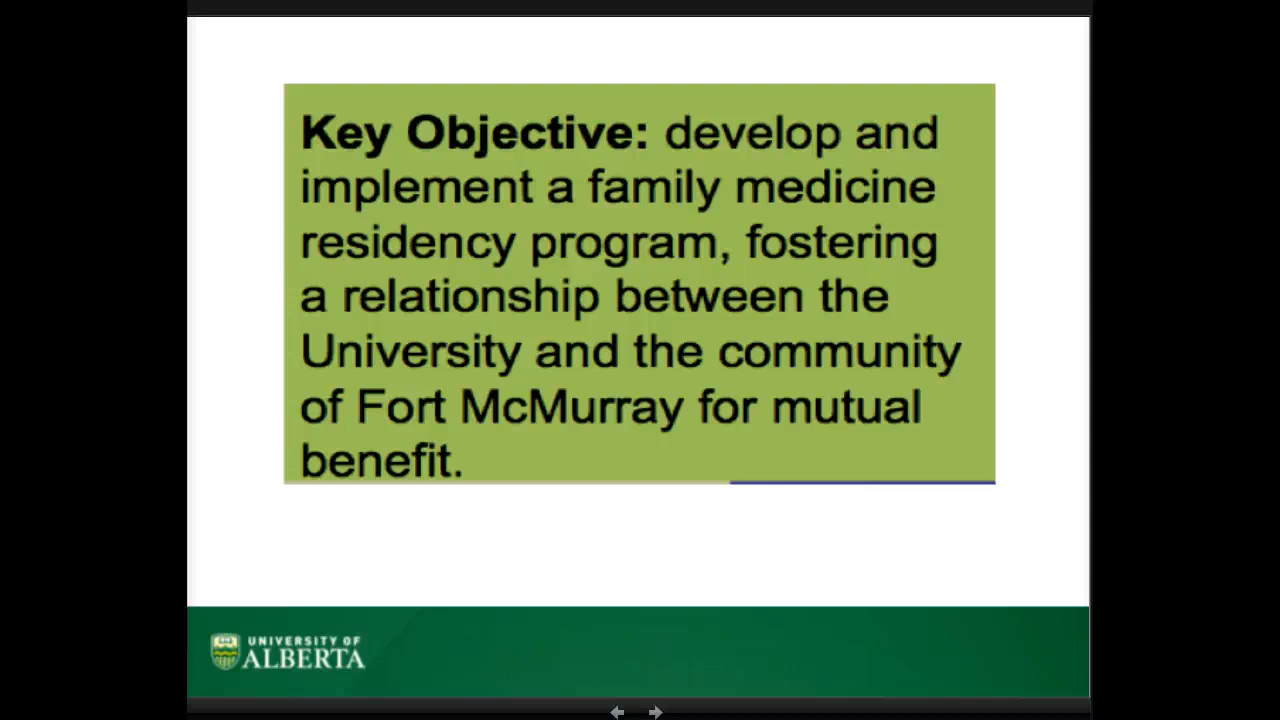 Key Objective: develop and
implement a family medicine
residency program, fostering
a relationship between the
University and the community
of Fort McMurray for mutual
benefit.
UNIVERSITY OF
ALBERTA